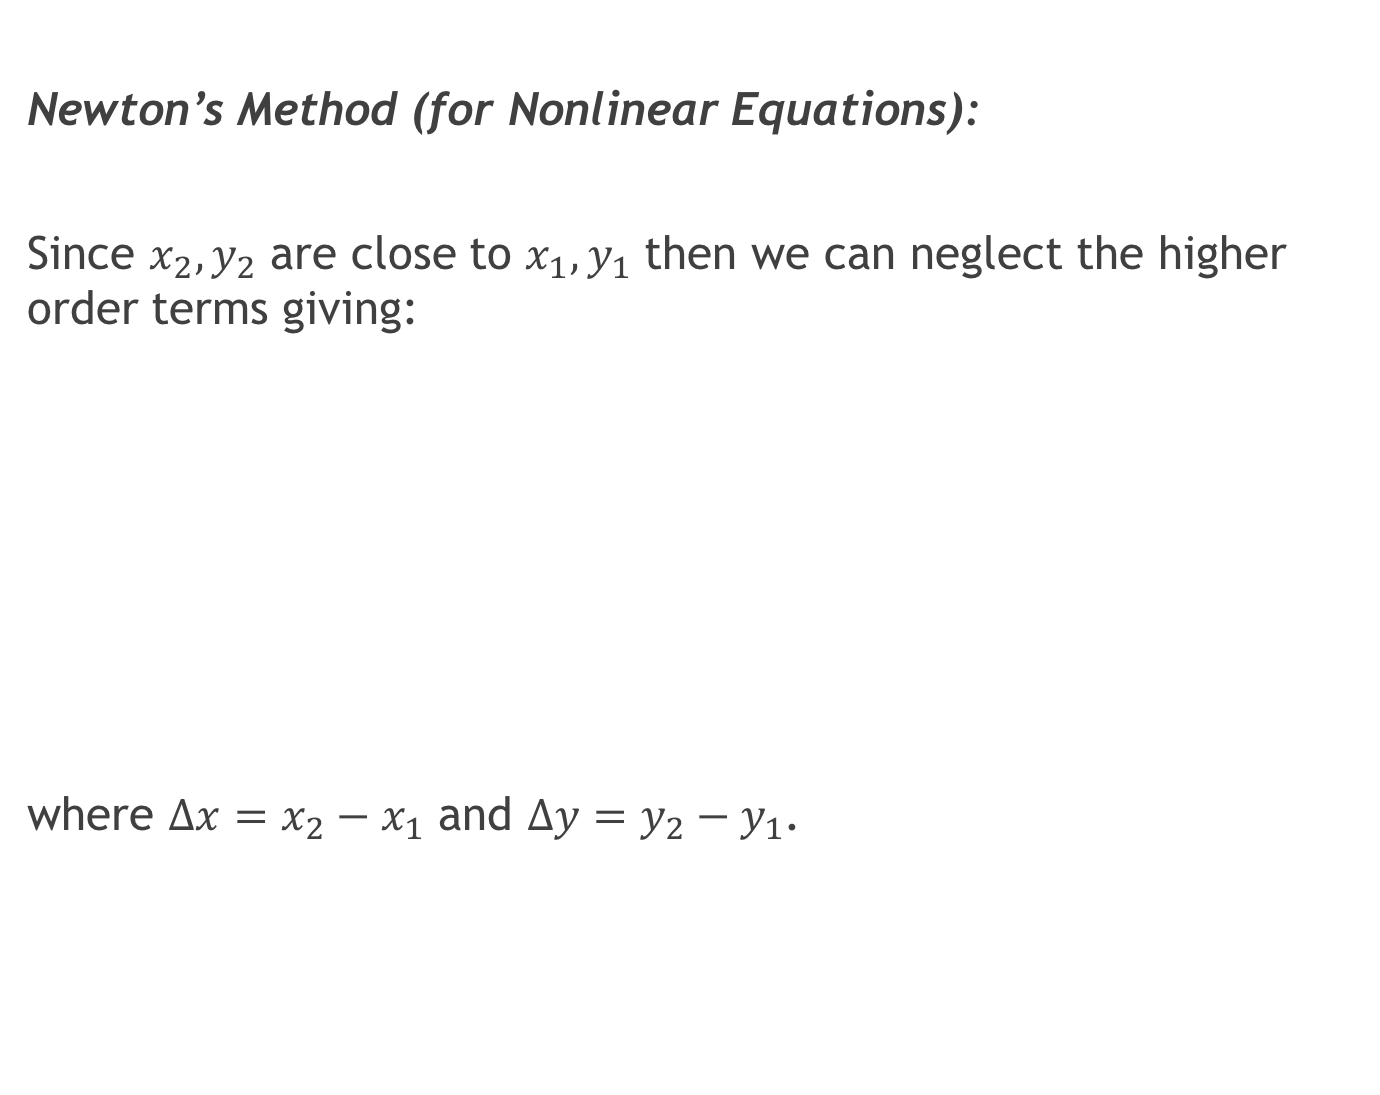 Newton’s Method (for Nonlinear Equations):
Since x₂, y₂ are close to x₁, y₁ then we can neglect the higher
order terms giving:
where Δx = x₂ − x₁ and Δy = y₂ − y₁.